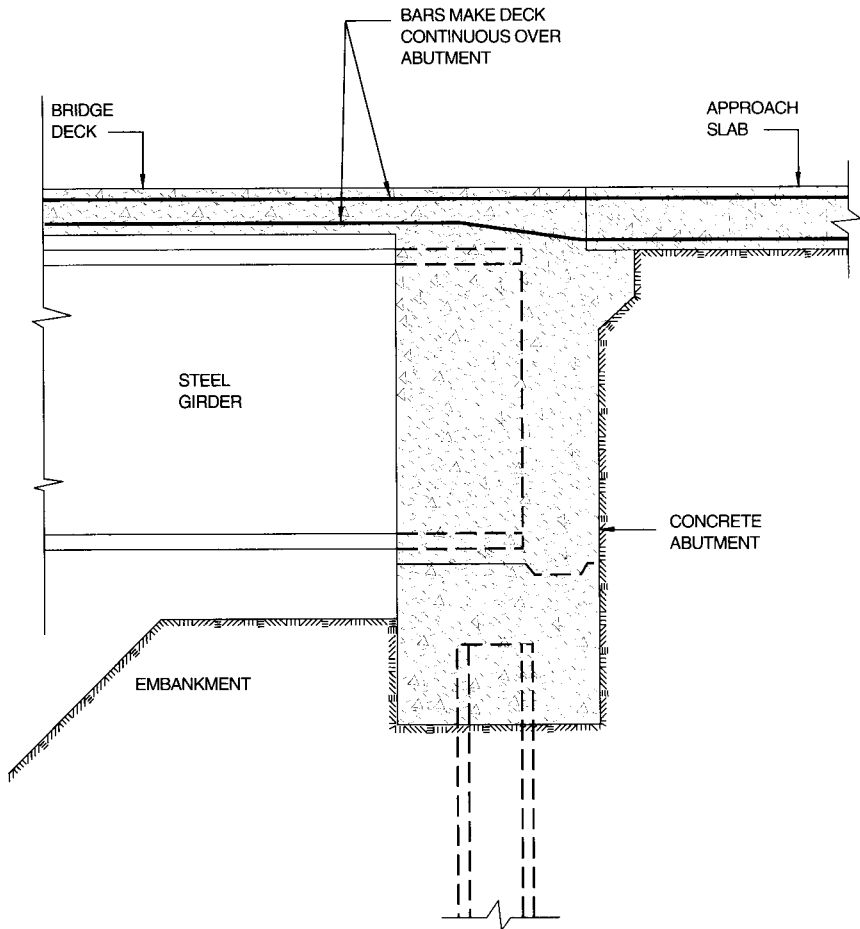 BARS MAKE DECK
CONTINUOUS OVER
ABUTMENT
BRIDGE
DECK
APPROACH
SLAB
STEEL
GIRDER
CONCRETE
ABUTMENT
EMBANKMENT